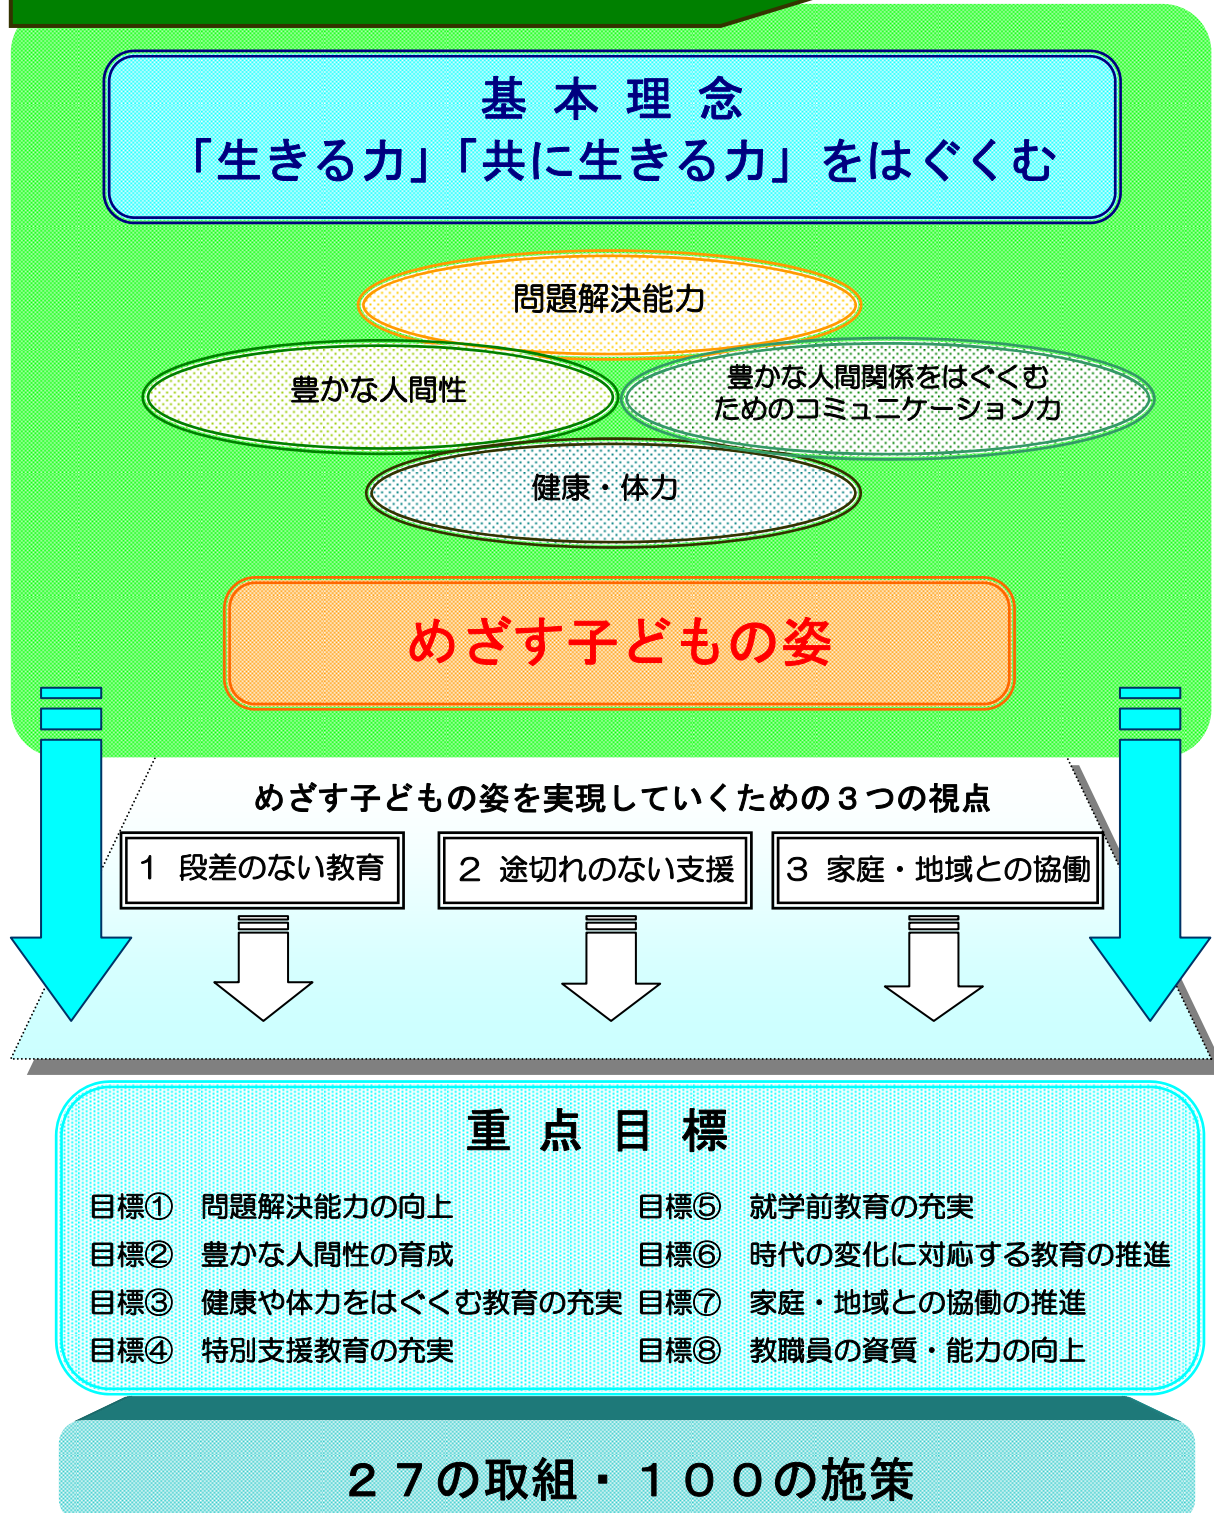 基本理念
「生きる力」「共に生きる力」をはぐくむ
問題解決能力
豊かな人間性
豊かな人間関係をはぐくむ
ためのコミュニケーション力
健康・体力
めざす子どもの姿
めざす子どもの姿を実現していくための３つの視点
１ 段差のない教育
２ 途切れのない支援
３ 家庭・地域との協働
重点目標
目標① 問題解決能力の向上
目標② 豊かな人間性の育成
目標③ 健康や体力をはぐくむ教育の充実
目標④ 特別支援教育の充実
目標⑤ 就学前教育の充実
目標⑥ 時代の変化に対応する教育の推進
目標⑦ 家庭・地域との協働の推進
目標⑧ 教職員の資質・能力の向上
２７の取組・１００の施策